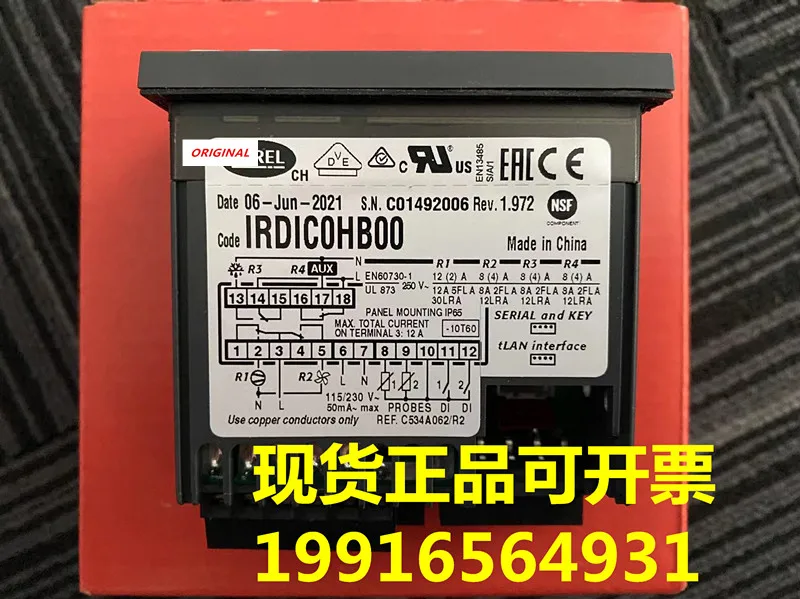 ORIGINAL
REL
CH
DVE
C UR US
EN13485
S/A/1
EAC CE
Date 06-Jun-2021 S.N. C01492006 Rev. 1.972
NSF
COMPONENT
Code IRDIC0HB00
Made in China
R3 R4 AUX
N
L
EN60730-1
UL 873 250 V~
R1 R2 R3 R4
12 (2) A 8 (4) A 8 (4) A 8 (4) A
12A 5FLA 8A 2FLA 8A 2FLA 8A 2FLA
30LRA 12LRA 12LRA 12LRA
13 14 15 16 17 18
PANEL MOUNTING IP65
MAX. TOTAL CURRENT
ON TERMINAL 3: 12 A
-10T60
SERIAL and KEY
tLAN interface
1 2 3 4 5 6 7 8 9 10 11 12
R1 R2 L N 1 2 1 2
N L
115/230 V~
50mA~ max
PROBES DI DI
Use copper conductors only
REF. C534A062/R2
现货正品可开票
19916564931